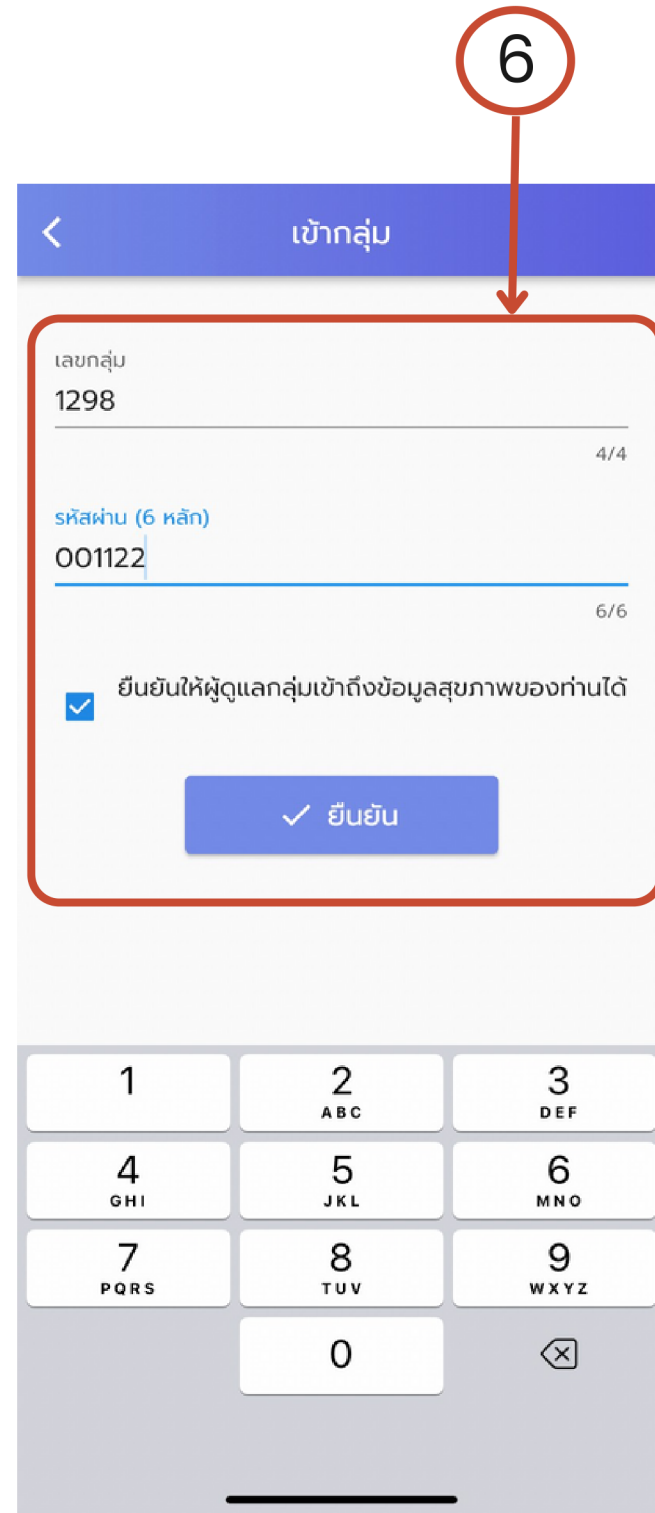 6
เข้ากลุ่ม
เลขกลุ่ม
1298
4/4
รหัสผ่าน (6 หลัก)
001122
6/6
ยืนยันให้ผู้ดูแลกลุ่มเข้าถึงข้อมูลสุขภาพของท่านได้
ยืนยัน
1 2 3
ABC DEF
4 5 6
GHI JKL MNO
7 8 9
PQRS TUV WXYZ
0